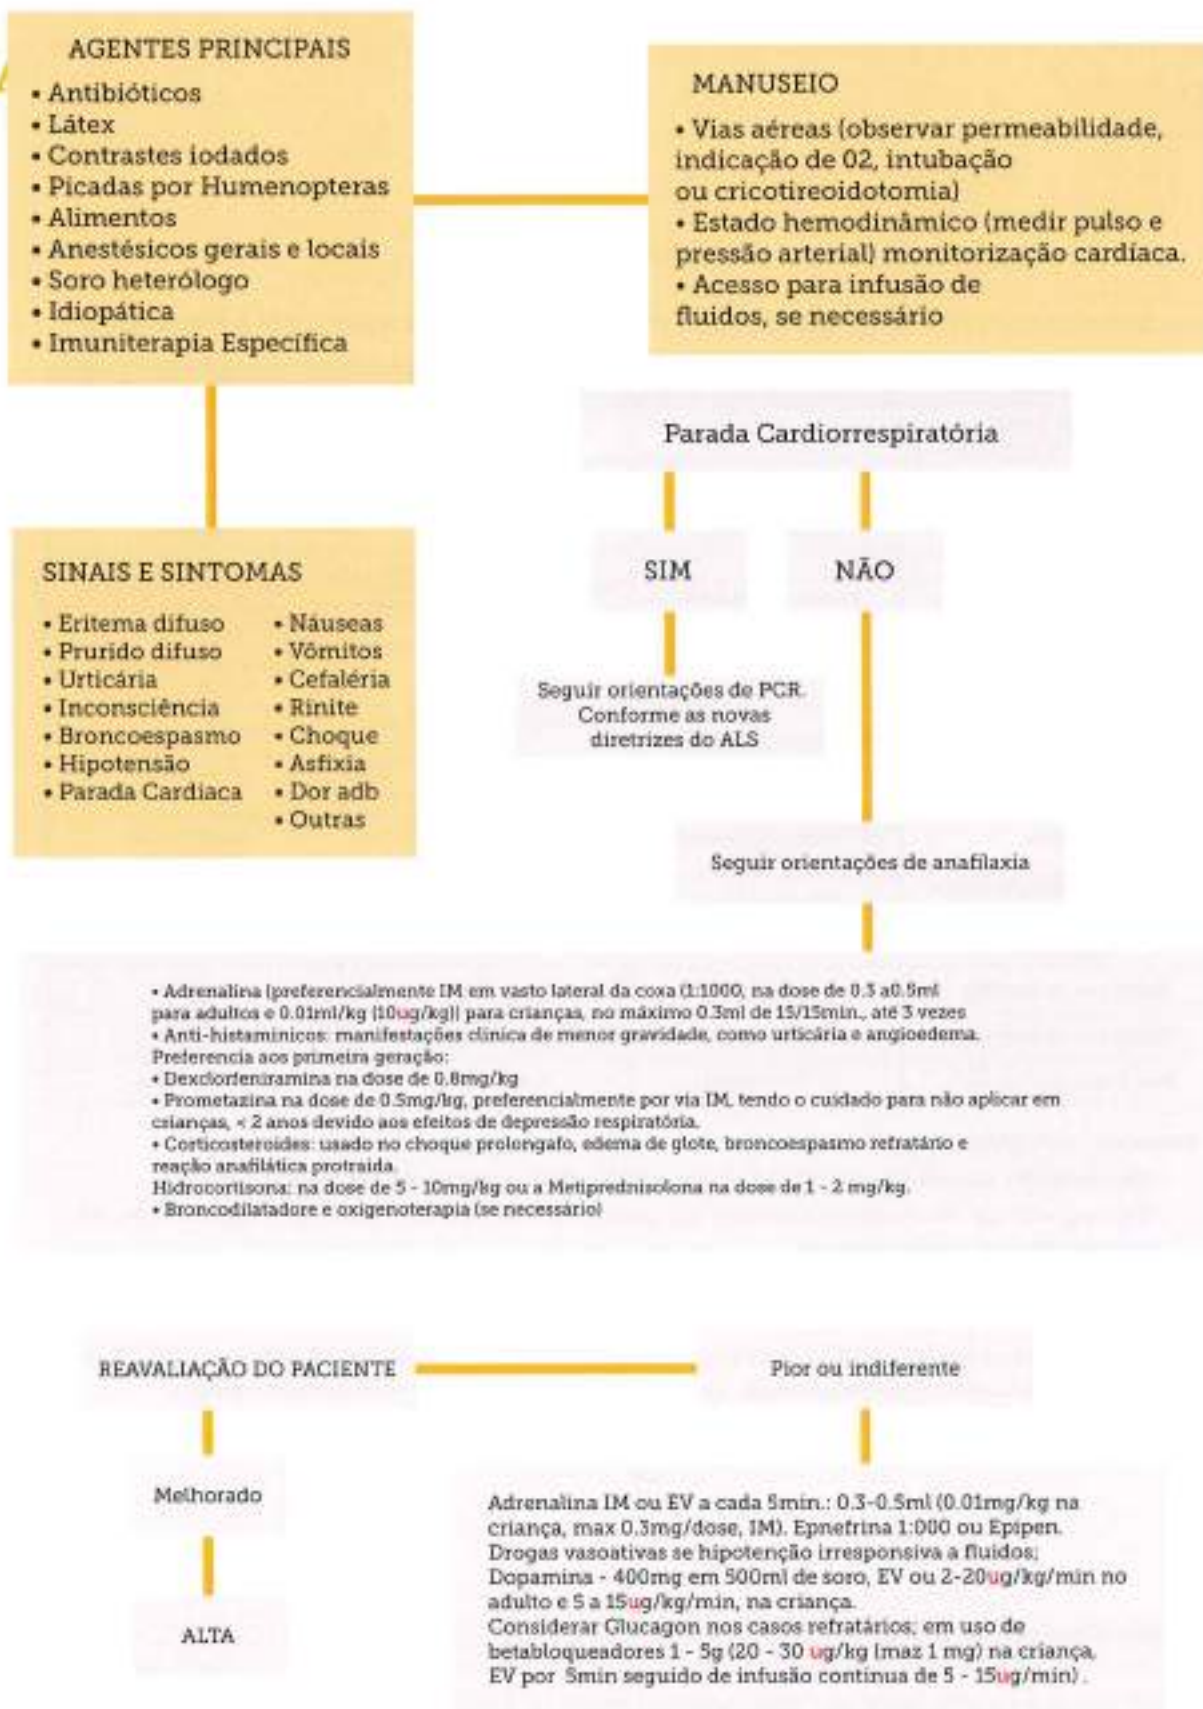 AGENTES PRINCIPAIS
• Antibióticos
• Látex
• Contrastes iodados
• Picadas por Humenopteras
• Alimentos
• Anestésicos gerais e locais
• Soro heterólogo
• Idiopática
• Imuniterapia Específica
MANUSEIO
• Vias aéreas (observar permeabilidade,
indicação de 02, intubação
ou cricotireoidotomia)
• Estado hemodinâmico (medir pulso e
pressão arterial) monitorização cardíaca.
• Acesso para infusão de
fluidos, se necessário
Parada Cardiorrespiratória
SIM
NÃO
Seguir orientações de PCR.
Conforme as novas
diretrizes do ALS
SINAIS E SINTOMAS
• Eritema difuso
• Prurido difuso
• Urticária
• Inconsciência
• Broncoespasmo
• Hipotensão
• Parada Cardiaca
• Náuseas
• Vômitos
• Cefaléria
• Rinite
• Choque
• Asfixia
• Dor adb
• Outras
Seguir orientações de anafilaxia
• Adrenalina (preferencialmente IM em vasto lateral da coxa (1:1000, na dose de 0.3 a0.5ml
para adultos e 0.01ml/kg (10ug/kg)) para crianças, no máximo 0.3ml de 15/15min., até 3 vezes
• Anti-histamínicos: manifestações clínica de menor gravidade, como urticária e angioedema.
Preferencia aos primeira geração:
• Dexclorfeniramina na dose de 0.8mg/kg
• Prometazina na dose de 0.5mg/kg, preferencialmente por via IM, tendo o cuidado para não aplicar em
crianças, < 2 anos devido aos efeitos de depressão respiratória.
• Corticosteroides: usado no choque prolongafo, edema de glote, broncoespasmo refratário e
reação anafilática protraida.
Hidrocortisona: na dose de 5 - 10mg/kg ou a Metiprednisolona na dose de 1 - 2 mg/kg.
• Broncodilatadore e oxigenoterapia (se necessário)
REAVALIAÇÃO DO PACIENTE
Pior ou indiferente
Melhorado
ALTA
Adrenalina IM ou EV a cada 5min.: 0.3-0.5ml (0.01mg/kg na
criança, max 0.3mg/dose, IM). Epnefrina 1:000 ou Epipen.
Drogas vasoativas se hipotenção irresponsiva a fluidos;
Dopamina - 400mg em 500ml de soro, EV ou 2-20ug/kg/min no
adulto e 5 a 15ug/kg/min, na criança.
Considerar Glucagon nos casos refratários; em uso de
betabloqueadores 1 - 5g (20 - 30 ug/kg (maz 1 mg) na criança,
EV por 5min seguido de infusão continua de 5 - 15ug/min).